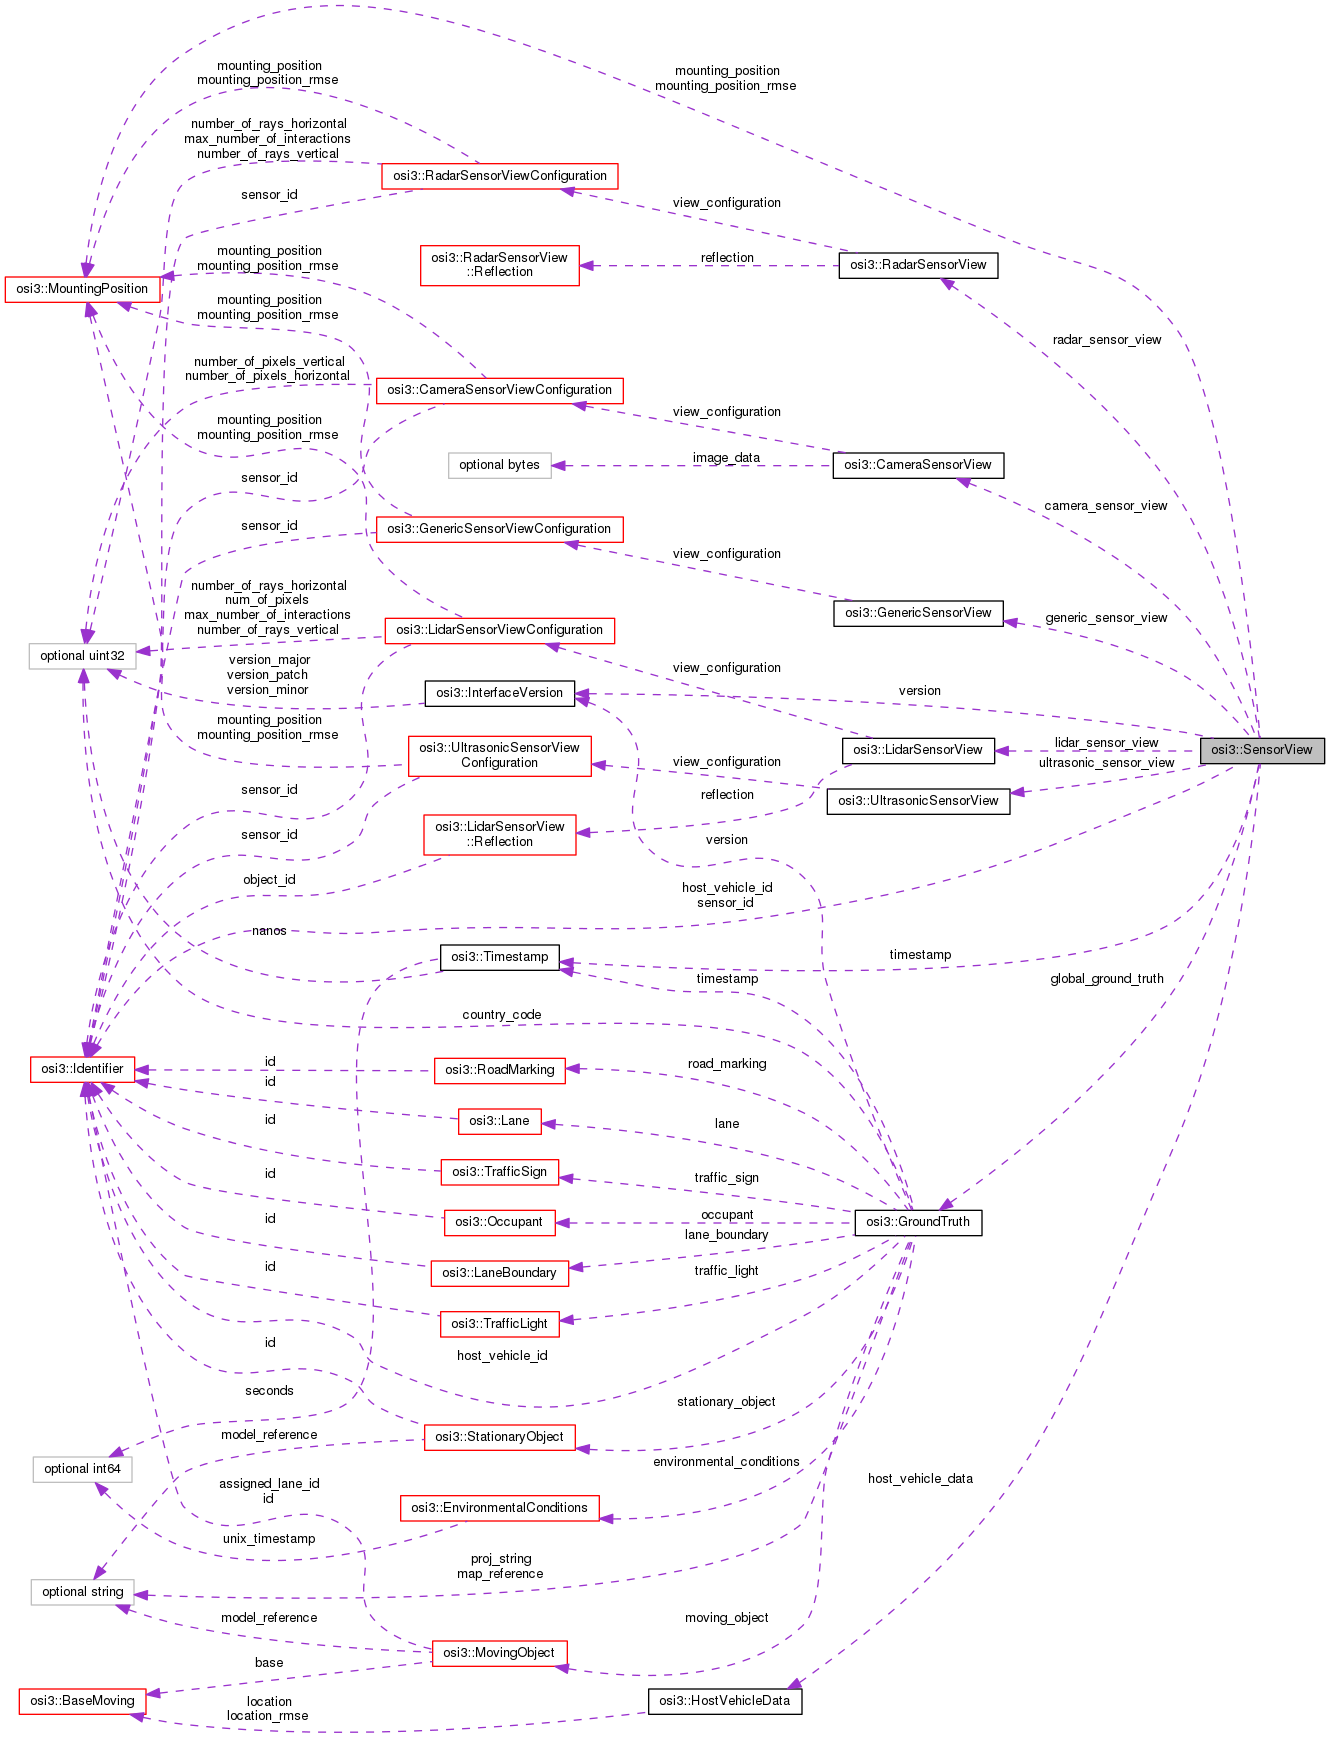 mounting_position
mounting_position_rmse
mounting_position
mounting_position_rmse
number_of_rays_horizontal
max_number_of_interactions
number_of_rays_vertical
osi3::RadarSensorViewConfiguration
sensor_id
view_configuration
mounting_position
mounting_position_rmse
osi3::RadarSensorView
::Reflection
reflection
osi3::RadarSensorView
osi3::MountingPosition
mounting_position
mounting_position_rmse
radar_sensor_view
number_of_pixels_vertical
number_of_pixels_horizontal
osi3::CameraSensorViewConfiguration
mounting_position
mounting_position_rmse
view_configuration
optional bytes
image_data
osi3::CameraSensorView
sensor_id
camera_sensor_view
sensor_id
osi3::GenericSensorViewConfiguration
view_configuration
number_of_rays_horizontal
num_of_pixels
max_number_of_interactions
number_of_rays_vertical
osi3::GenericSensorView
generic_sensor_view
osi3::LidarSensorViewConfiguration
optional uint32
version_major
version_patch
version_minor
view_configuration
osi3::InterfaceVersion
version
mounting_position
mounting_position_rmse
osi3::UltrasonicSensorView
Configuration
osi3::LidarSensorView
lidar_sensor_view
osi3::SensorView
view_configuration
ultrasonic_sensor_view
sensor_id
reflection
osi3::UltrasonicSensorView
sensor_id
osi3::LidarSensorView
::Reflection
version
object_id
host_vehicle_id
sensor_id
nanos
osi3::Timestamp
timestamp
timestamp
global_ground_truth
country_code
osi3::Identifier
id
osi3::RoadMarking
road_marking
id
id
osi3::Lane
lane
id
osi3::TrafficSign
traffic_sign
id
osi3::Occupant
occupant
osi3::GroundTruth
lane_boundary
id
osi3::LaneBoundary
traffic_light
osi3::TrafficLight
id
host_vehicle_id
seconds
stationary_object
model_reference
osi3::StationaryObject
optional int64
environmental_conditions
host_vehicle_data
assigned_lane_id
id
osi3::EnvironmentalConditions
unix_timestamp
proj_string
map_reference
optional string
model_reference
moving_object
osi3::MovingObject
base
osi3::BaseMoving
location
location_rmse
osi3::HostVehicleData